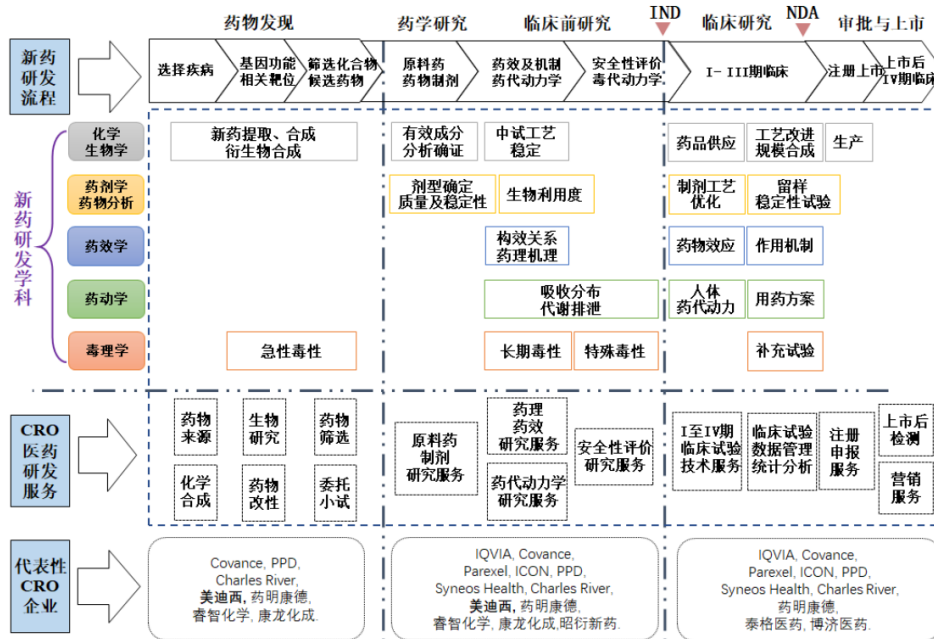 药物发现
药学研究
临床前研究
IND
临床研究
NDA
审批与上市
新药
研发
流程
选择疾病
基因功能
相关靶位
筛选化合物
候选药物
原料药
药物制剂
药效及机制
药代动力学
安全性评价
毒代动力学
I- III期临床
注册上市
上市后
IV期临床
新药研发学科
化学
生物学
新药提取、合成
衍生物合成
有效成分
分析确证
中试工艺
稳定
药品供应
工艺改进
规模合成
生产
药剂学
药物分析
剂型确定
质量及稳定性
生物利用度
制剂工艺
优化
留样
稳定性试验
药效学
构效关系
药理机理
药物效应
作用机制
药动学
吸收分布
代谢排泄
人体
药代动力
用药方案
毒理学
急性毒性
长期毒性
特殊毒性
补充试验
CRO
医药
研发
服务
药物
来源
生物
研究
药物
筛选
化学
合成
药物
改性
委托
小试
原料药
制剂
研究服务
药理
药效
研究服务
药代动力学
研究服务
安全性评价
研究服务
I至IV期
临床试验
技术服务
临床试验
数据管理
统计分析
注册
申报
服务
上市后
检测
营销
服务
代表性
CRO
企业
Covance, PPD,
Charles River,
美迪西, 药明康德,
睿智化学, 康龙化成.
IQVIA, Covance,
Parexel, ICON, PPD,
Syneos Health, Charles River,
美迪西, 药明康德,
睿智化学, 康龙化成,昭衍新药.
IQVIA, Covance,
Parexel, ICON, PPD,
Syneos Health, Charles River,
药明康德,
泰格医药, 博济医药.